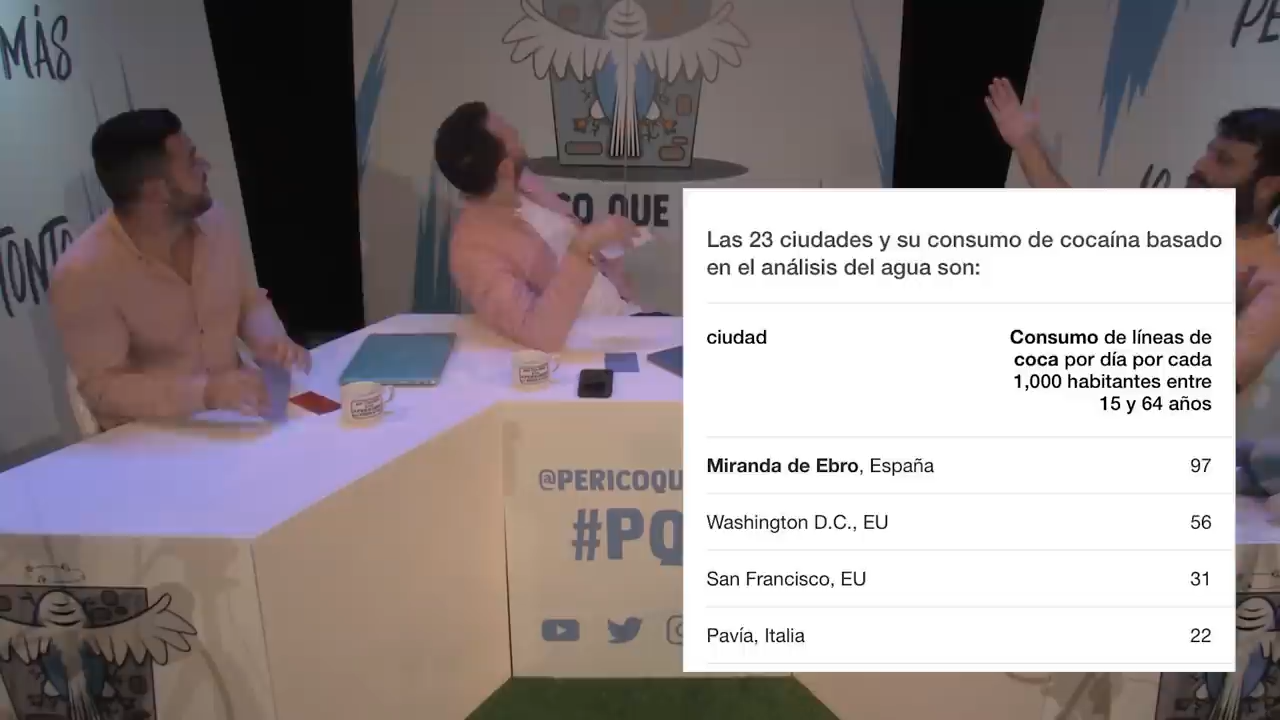 MÁS
TONTO
CO QUE
@PERICOQU
#PQ
Las 23 ciudades y su consumo de cocaína basado
en el análisis del agua son:
ciudad
Consumo de líneas de
coca por día por cada
1,000 habitantes entre
15 y 64 años
Miranda de Ebro, España 97
Washington D.C., EU 56
San Francisco, EU 31
Pavía, Italia 22